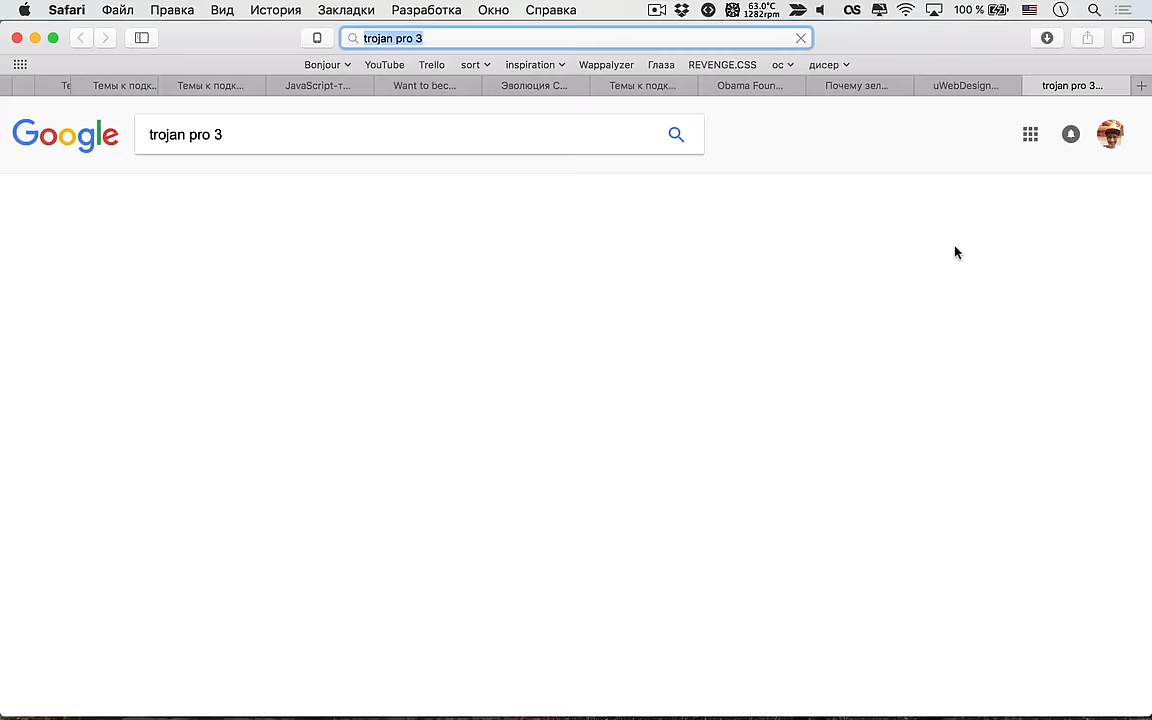 Safari Файл Правка Вид История Закладки Разработка Окно Справка 63.0°C 1282rpm 100 %
trojan pro 3
Bonjour YouTube Trello sort inspiration Wappalyzer Глаза REVENGE.CSS ос дисер
Те Темы к подк.. Темы к подк... JavaScript-т... Want to bec... Эволюция С... Темы к подк... Obama Foun... Почему зел... uWebDesign... trojan pro 3...
Google trojan pro 3